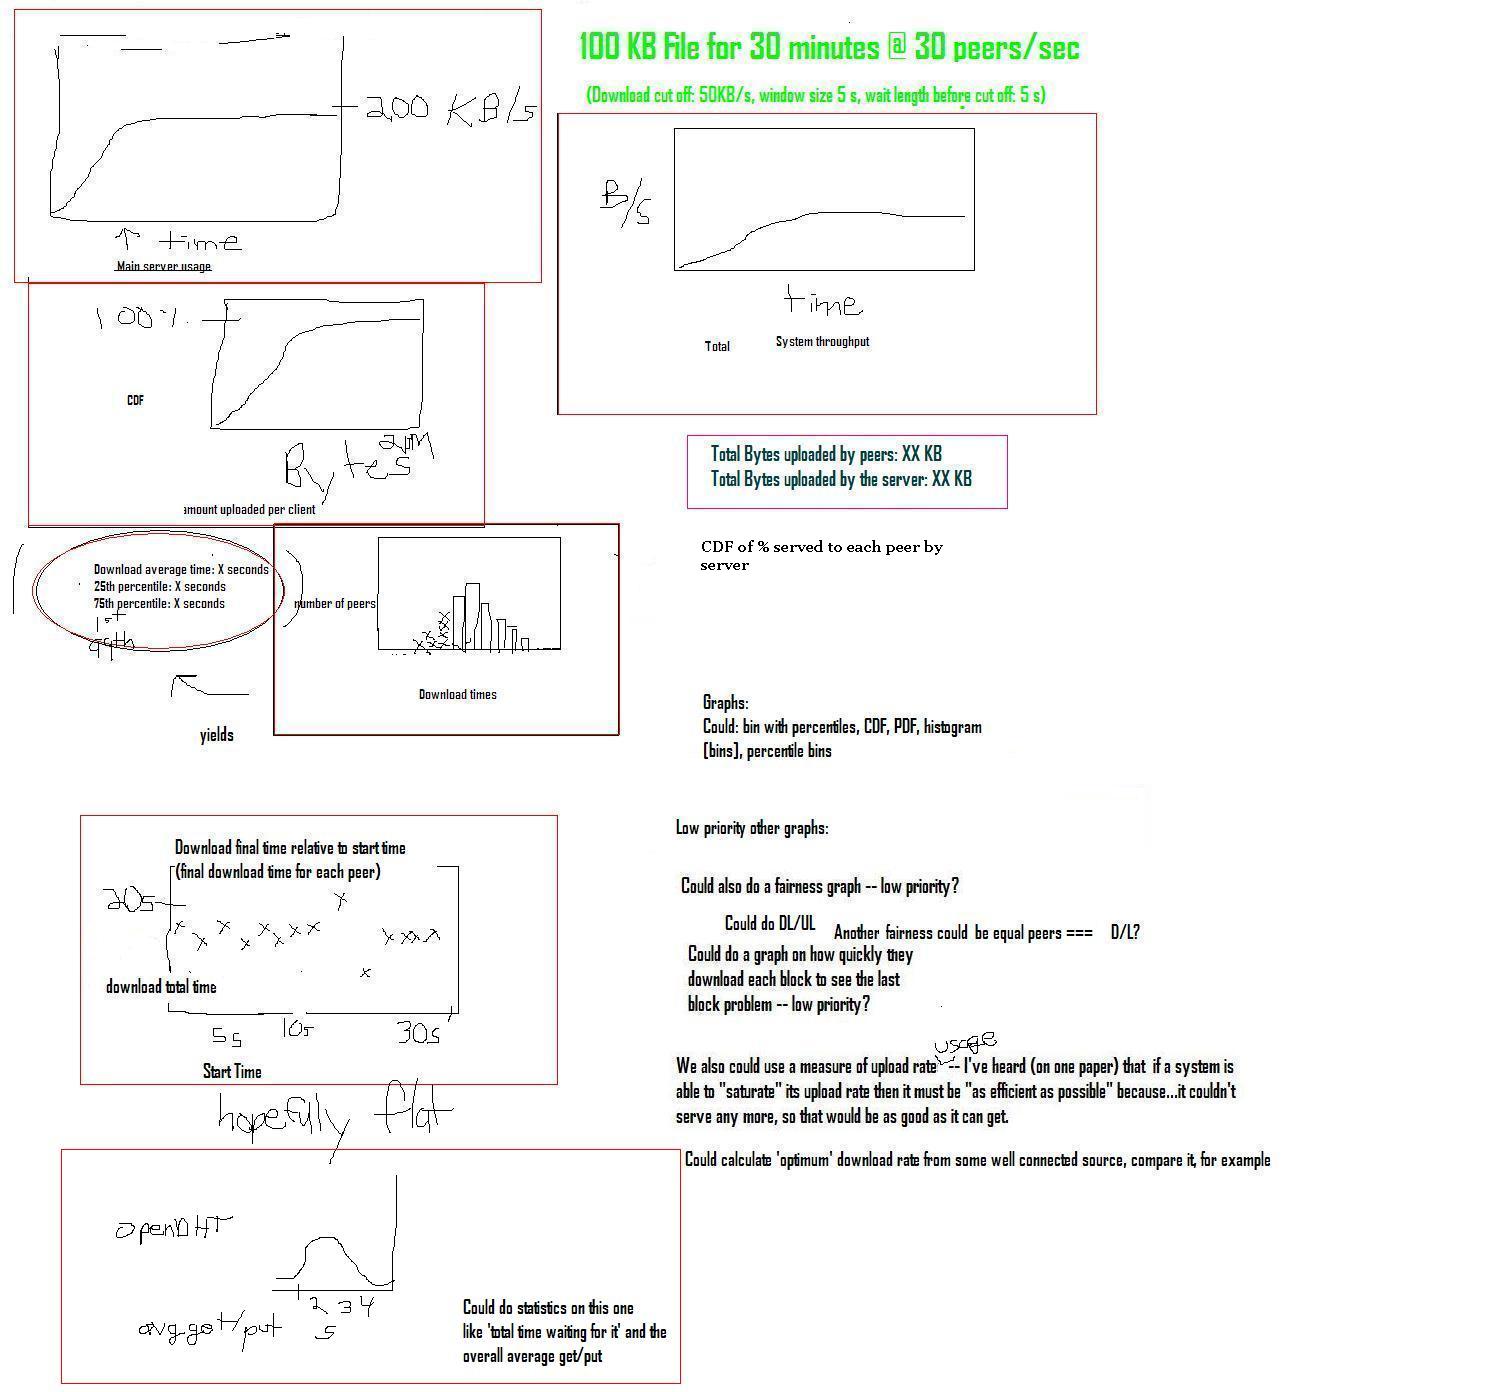 100 KB File for 30 minutes @ 30 peers/sec
(Download cut off: 50KB/s, window size 5 s, wait length before cut off: 5 s)
200 KB/s
↑ time
Main server usage
B/s
time
Total System throughput
100%
CDF
Bytes
amount uploaded per client
Total Bytes uploaded by peers: XX KB
Total Bytes uploaded by the server: XX KB
CDF of % served to each peer by
server
Download average time: X seconds
25th percentile: X seconds
75th percentile: X seconds
1st
99th
yields
number of peers
Download times
Graphs:
Could: bin with percentiles, CDF, PDF, histogram
[bins], percentile bins
Download final time relative to start time
(final download time for each peer)
20s
download total time
5s 10s 30s
Start Time
hopefully flat
Low priority other graphs:
Could also do a fairness graph -- low priority?
Could do DL/UL
Another fairness could be equal peers === D/L?
Could do a graph on how quickly they
download each block to see the last
block problem -- low priority?
usage
We also could use a measure of upload rate -- I've heard (on one paper) that if a system is
able to "saturate" its upload rate then it must be "as efficient as possible" because...it couldn't
serve any more, so that would be as good as it can get.
Could calculate 'optimum' download rate from some well connected source, compare it, for example
openDHT
2 3 4
s
avg get/put
Could do statistics on this one
like 'total time waiting for it' and the
overall average get/put